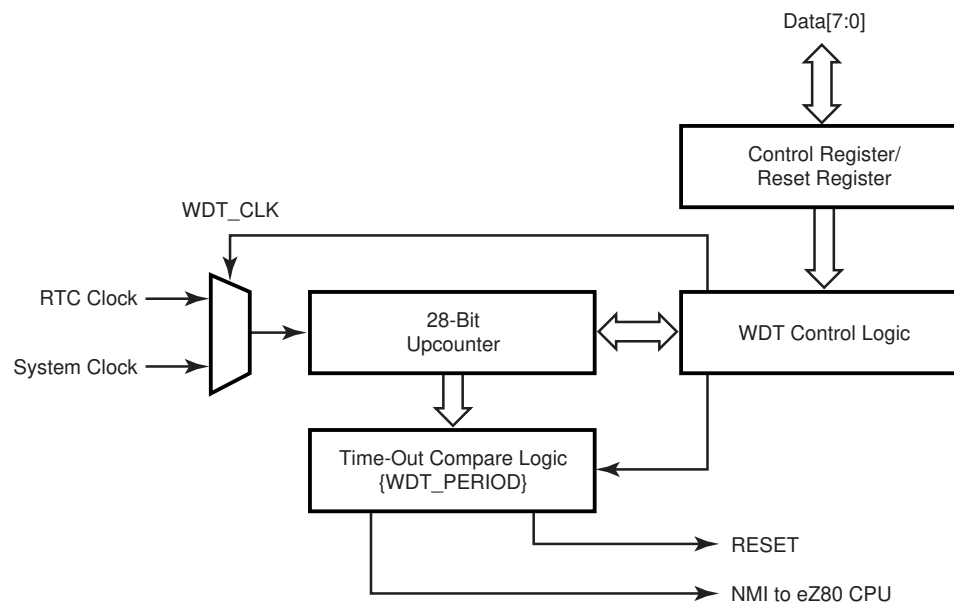 Data[7:0]
Control Register/
Reset Register
WDT_CLK
RTC Clock
28-Bit
Upcounter
WDT Control Logic
System Clock
Time-Out Compare Logic
{WDT_PERIOD}
RESET
NMI to eZ80 CPU